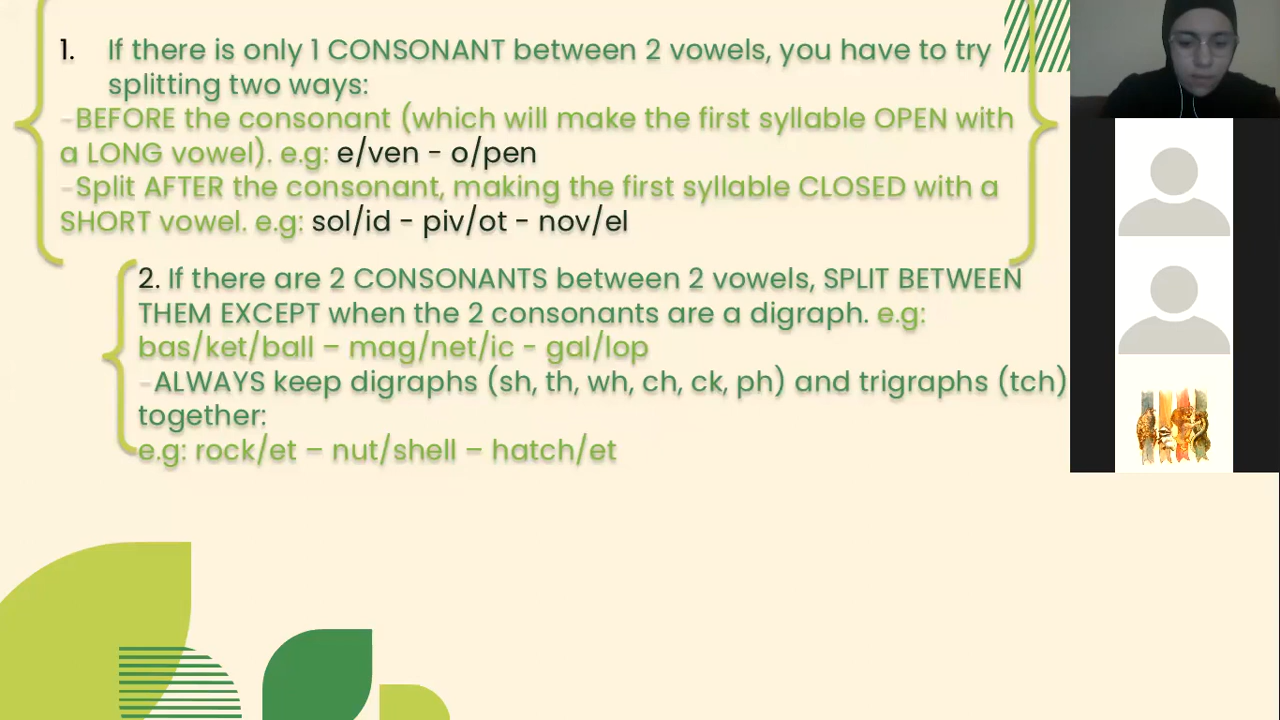 1. If there is only 1 CONSONANT between 2 vowels, you have to try
splitting two ways:
-BEFORE the consonant (which will make the first syllable OPEN with
a LONG vowel). e.g: e/ven - o/pen
-Split AFTER the consonant, making the first syllable CLOSED with a
SHORT vowel. e.g: sol/id - piv/ot - nov/el
2. If there are 2 CONSONANTS between 2 vowels, SPLIT BETWEEN
THEM EXCEPT when the 2 consonants are a digraph. e.g:
bas/ket/ball – mag/net/ic - gal/lop
-ALWAYS keep digraphs (sh, th, wh, ch, ck, ph) and trigraphs (tch)
together:
e.g: rock/et – nut/shell – hatch/et